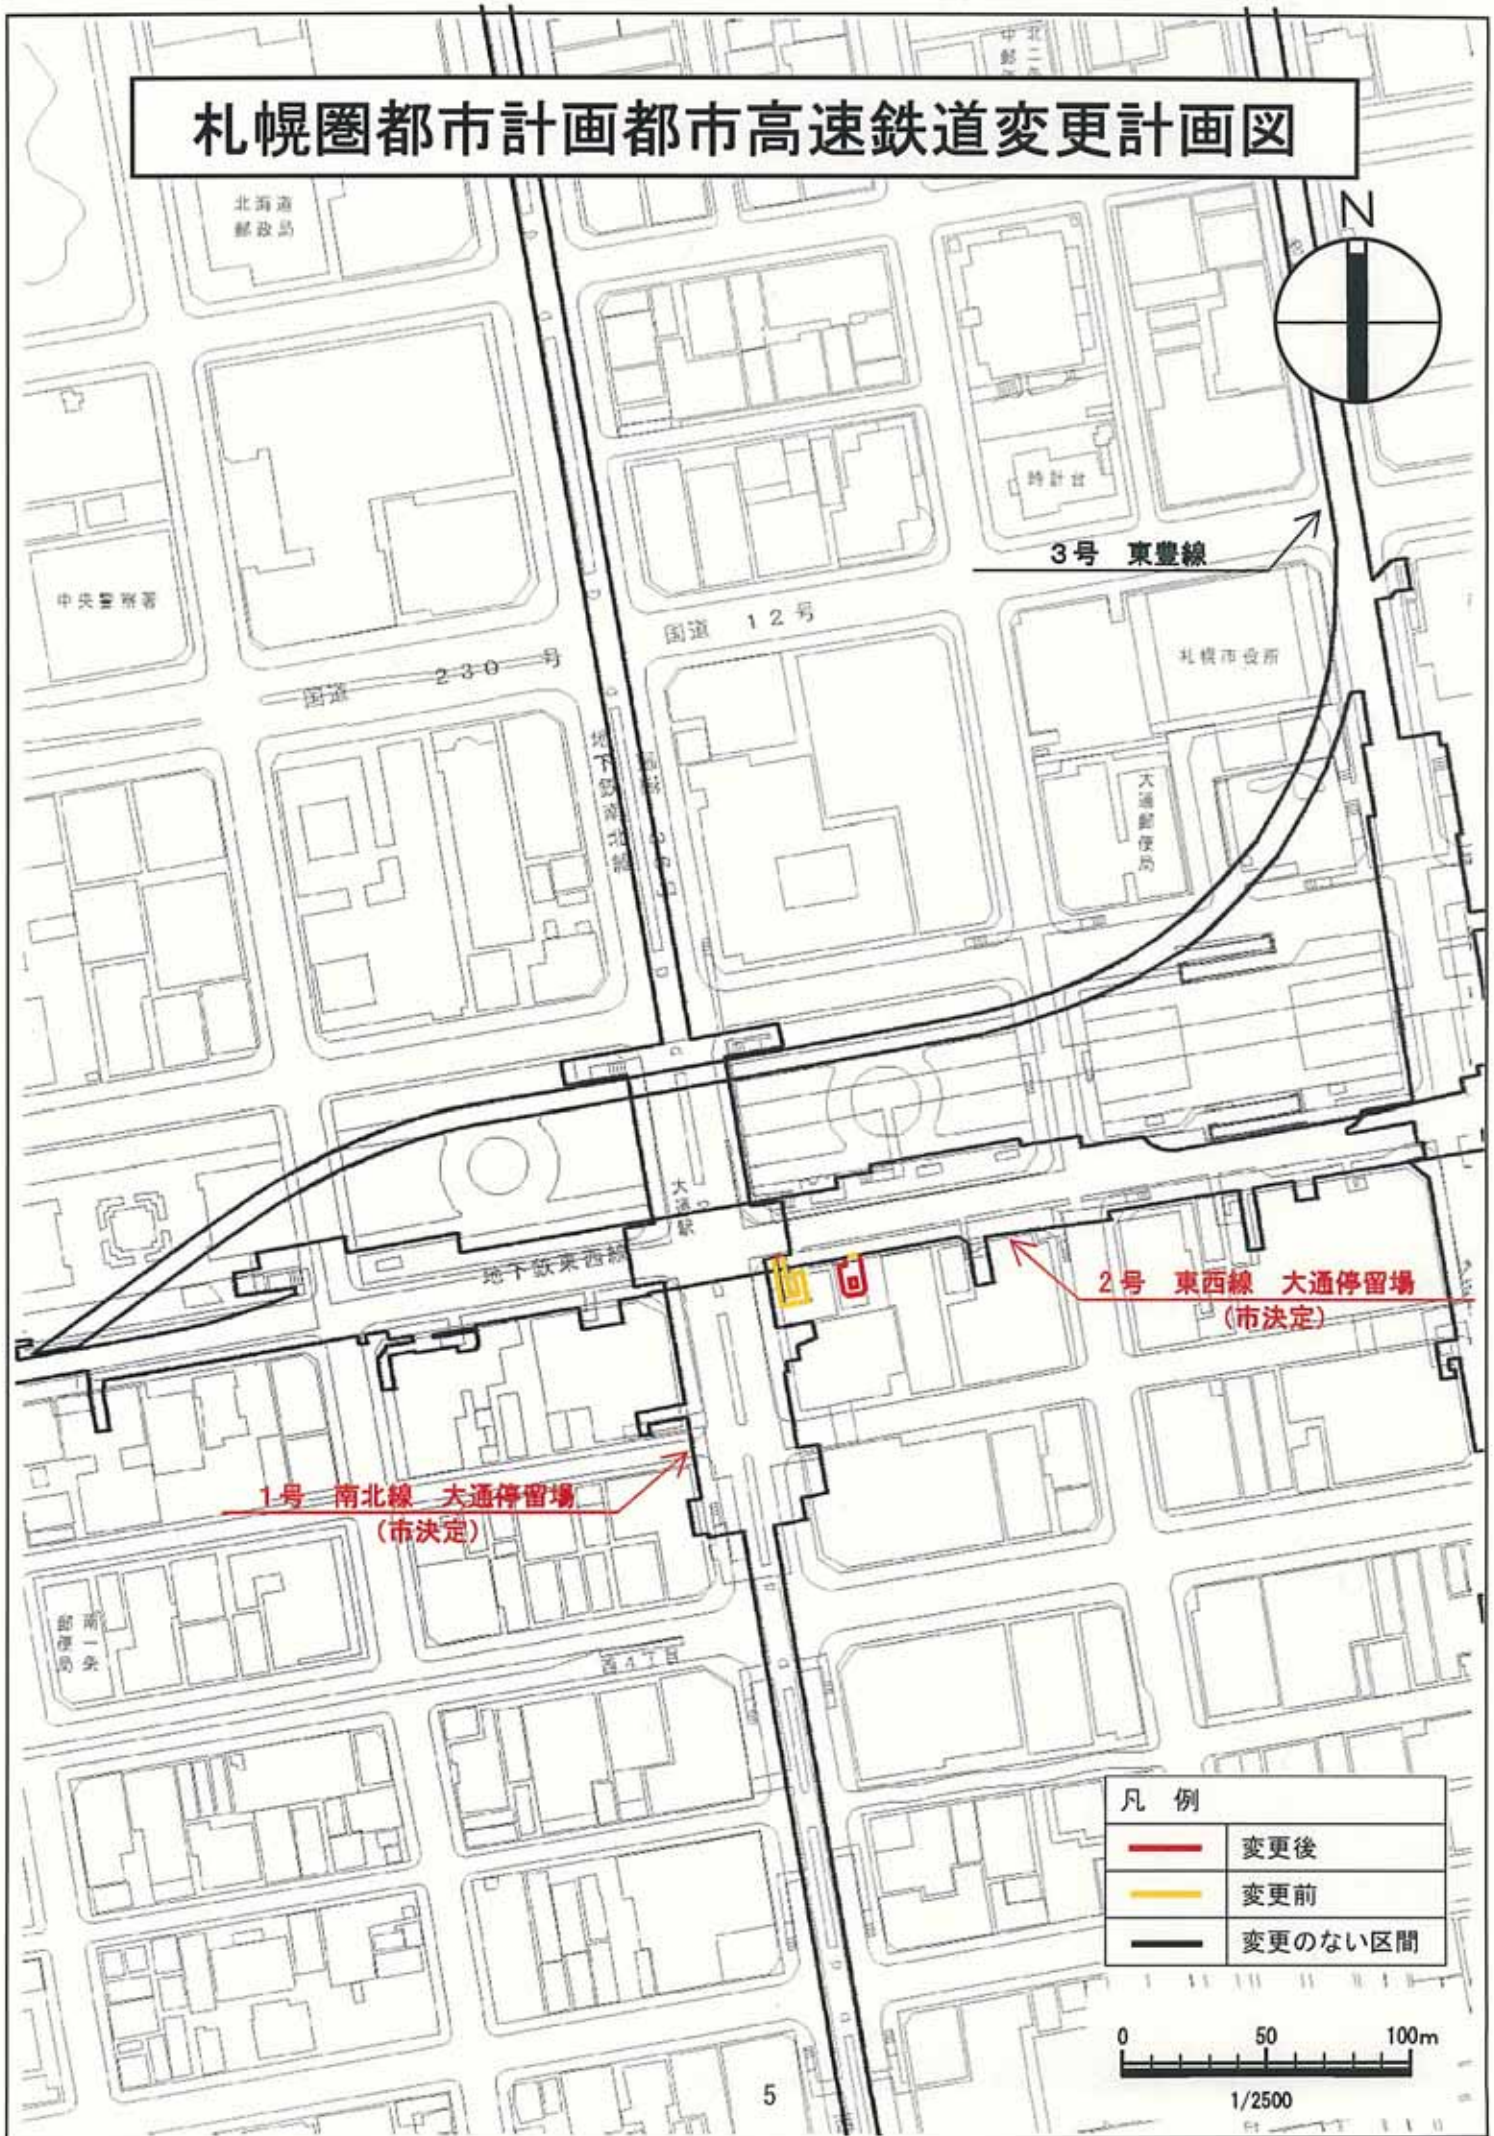 札幌圏都市計画都市高速鉄道変更計画図
北海道
郵政局
N
時計台
3号 東豊線
中央警察署
国道 12号
札幌市役所
国道 230 号
地下鉄南北線
大通郵便局
大通駅
地下鉄東西線
2号 東西線 大通停留場
(市決定)
1号 南北線 大通停留場
(市決定)
南一条
郵便局
西4丁目
凡 例
変更後
変更前
変更のない区間
0 50 100m
1/2500
5